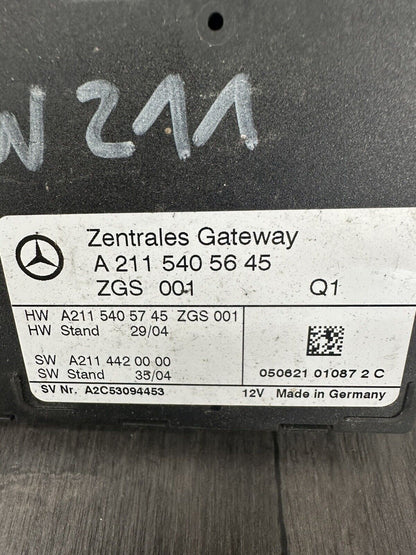 W 211
Zentrales Gateway
A 211 540 56 45
ZGS 001 Q1
HW A211 540 57 45 ZGS 001
HW Stand 29/04
SW A211 442 00 00
SW Stand 35/04
050621 01087 2 C
SV Nr. A2C53094453 12V Made in Germany